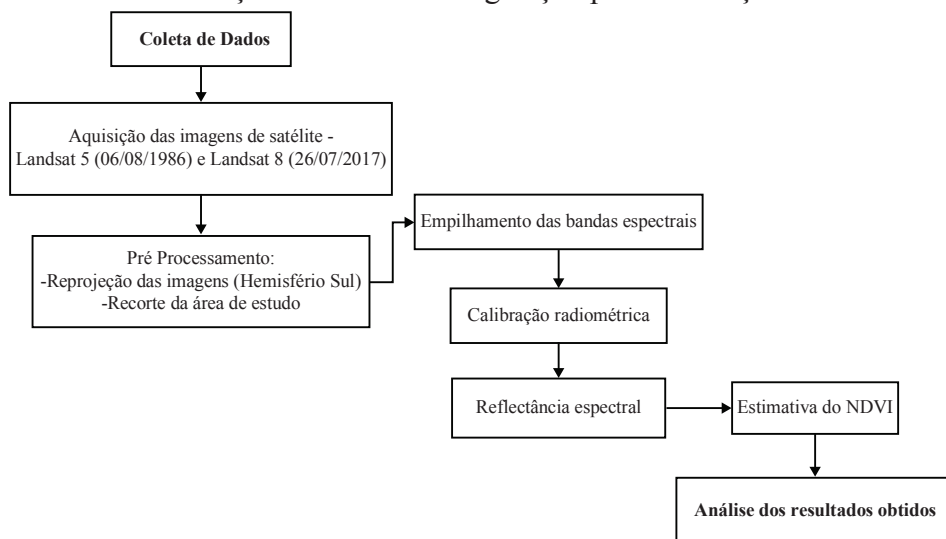 Coleta de Dados
Aquisição das imagens de satélite -
Landsat 5 (06/08/1986) e Landsat 8 (26/07/2017)
Pré Processamento:
-Reprojeção das imagens (Hemisfério Sul)
-Recorte da área de estudo
Empilhamento das bandas espectrais
Calibração radiométrica
Reflectância espectral
Estimativa do NDVI
Análise dos resultados obtidos